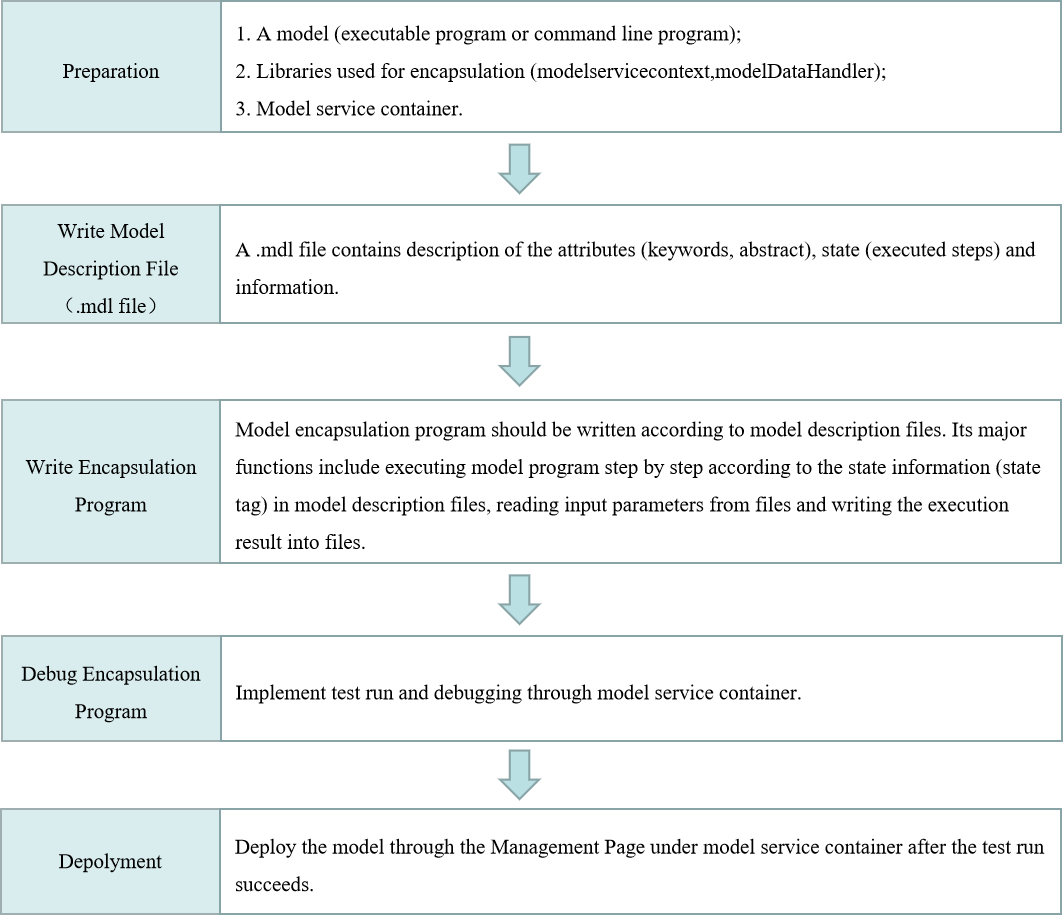 Preparation
1. A model (executable program or command line program);
2. Libraries used for encapsulation (modelservicecontext,modelDataHandler);
3. Model service container.
Write Model
Description File
（.mdl file）
A .mdl file contains description of the attributes (keywords, abstract), state (executed steps) and
information.
Write Encapsulation
Program
Model encapsulation program should be written according to model description files. Its major
functions include executing model program step by step according to the state information (state
tag) in model description files, reading input parameters from files and writing the execution
result into files.
Debug Encapsulation
Program
Implement test run and debugging through model service container.
Depolyment
Deploy the model through the Management Page under model service container after the test run
succeeds.